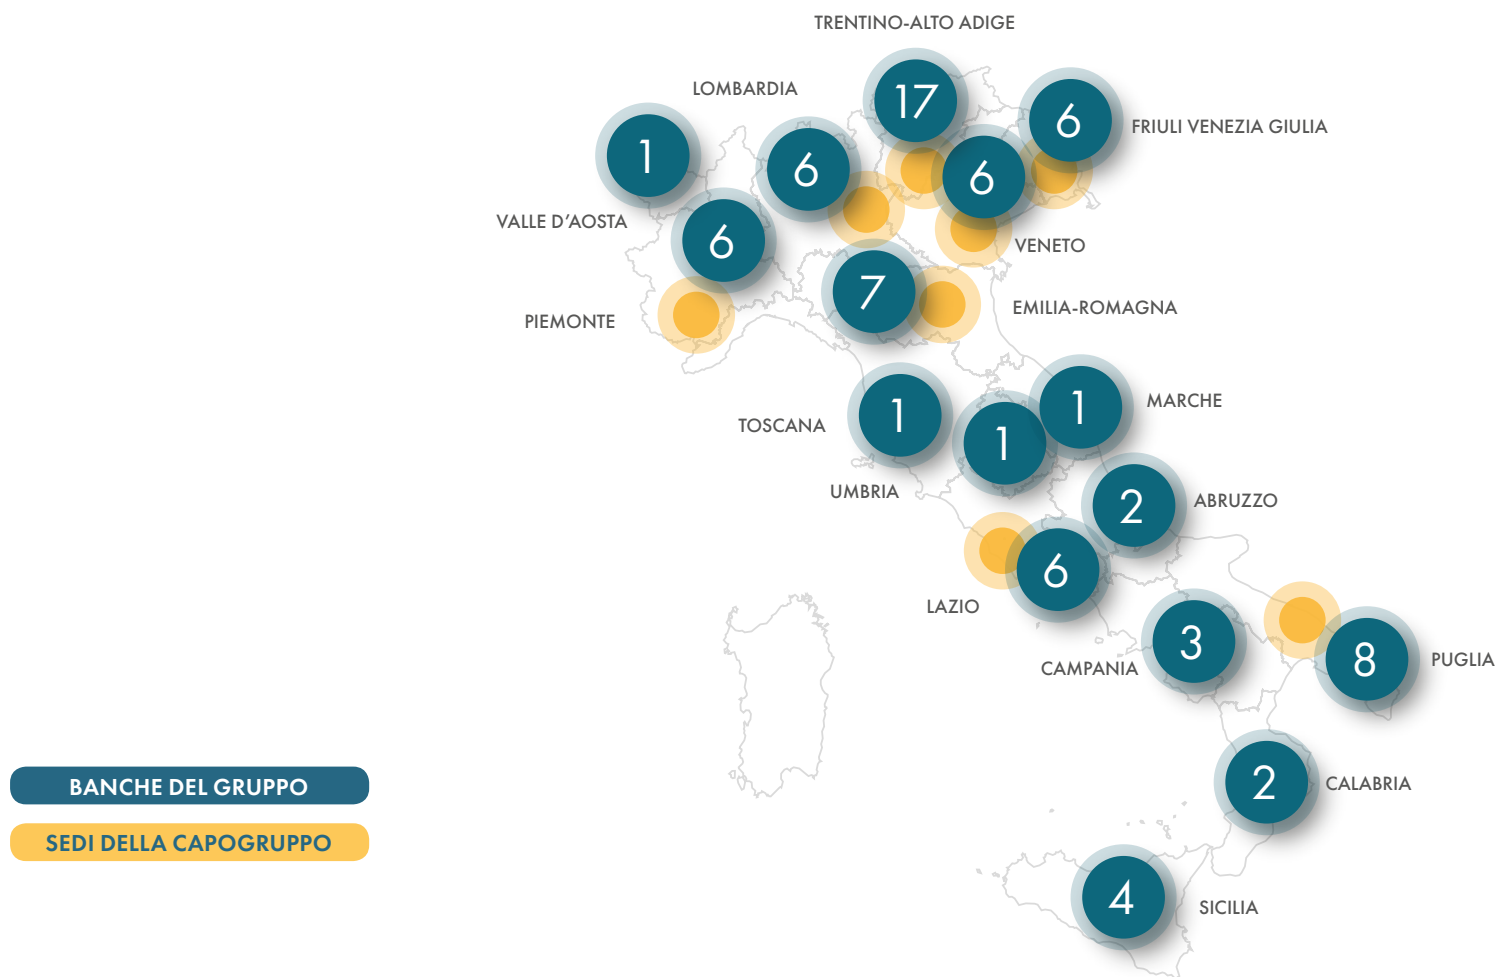 TRENTINO-ALTO ADIGE
17
LOMBARDIA
6
6
FRIULI VENEZIA GIULIA
1
6
VALLE D’AOSTA
6
VENETO
7
EMILIA-ROMAGNA
PIEMONTE
1
MARCHE
TOSCANA
1
1
UMBRIA
2
ABRUZZO
6
LAZIO
3
CAMPANIA
8
PUGLIA
2
CALABRIA
4
SICILIA
BANCHE DEL GRUPPO
SEDI DELLA CAPOGRUPPO